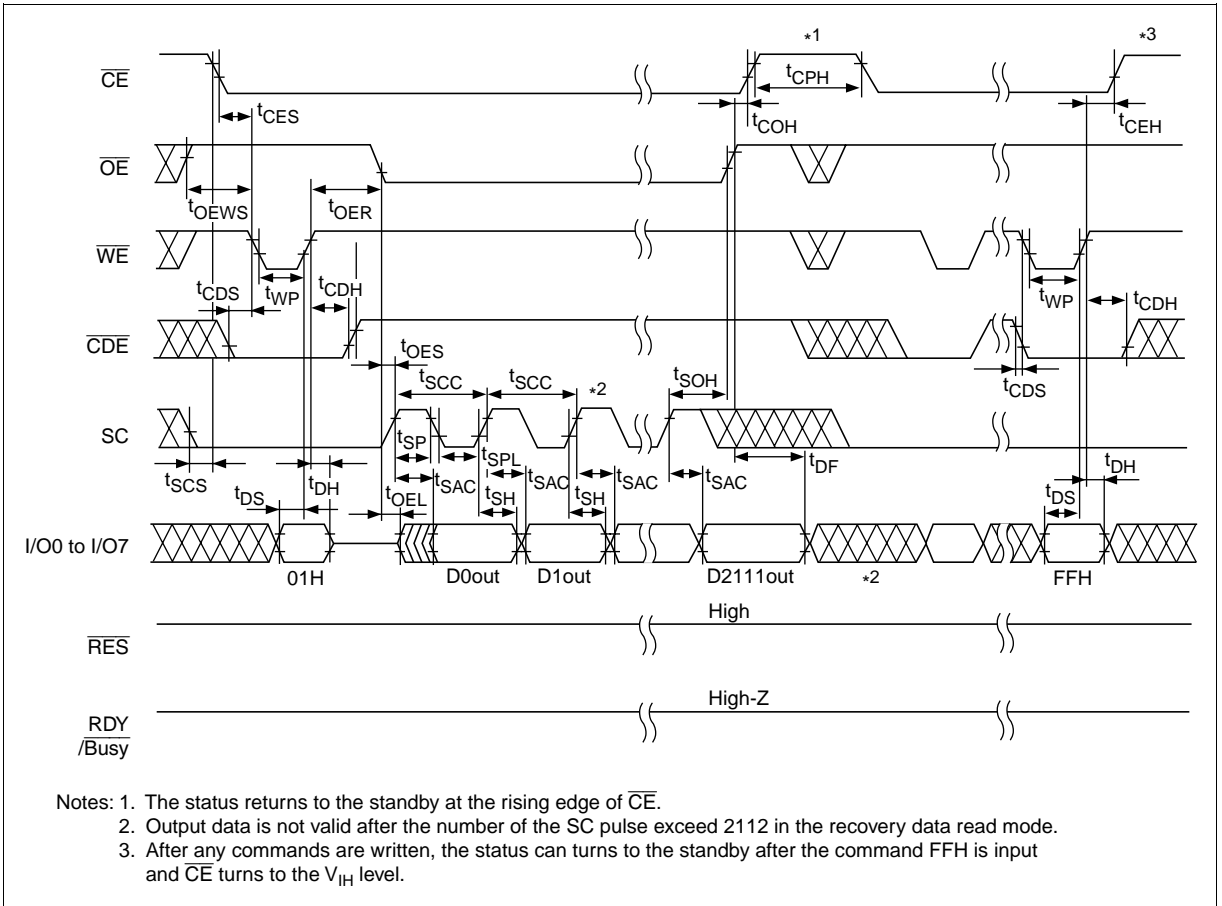 *1 *3
CE tCPH
tCES tCOH tCEH
OE
tOEWS tOER
WE
tCDS tWP tCDH tWP tCDH
CDE
tOES tCDS
tSCC tSCC *2 tSOH
SC
tSP tSPL tDF
tSCS tDS tDH tOEL tSAC tSH tSAC tSH tSAC tSAC tDS tDH
I/O0 to I/O7
01H D0out D1out D2111out *2 FFH
High
RES
High-Z
RDY
/Busy
Notes: 1. The status returns to the standby at the rising edge of CE.
2. Output data is not valid after the number of the SC pulse exceed 2112 in the recovery data read mode.
3. After any commands are written, the status can turns to the standby after the command FFH is input
and CE turns to the VIH level.